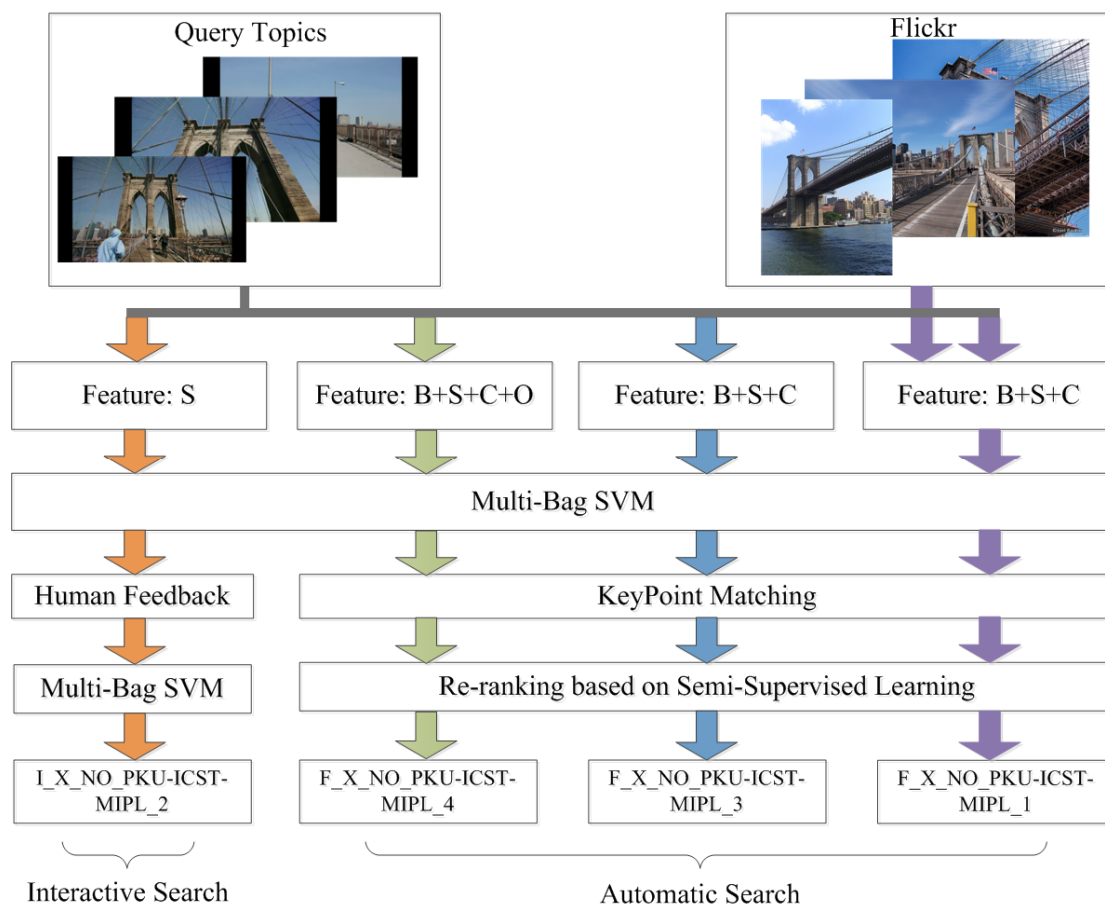 Query Topics
Flickr
Feature: S
Feature: B+S+C+O
Feature: B+S+C
Feature: B+S+C
Multi-Bag SVM
Human Feedback
KeyPoint Matching
Multi-Bag SVM
Re-ranking based on Semi-Supervised Learning
I_X_NO_PKU-ICST-
MIPL_2
F_X_NO_PKU-ICST-
MIPL_4
F_X_NO_PKU-ICST-
MIPL_3
F_X_NO_PKU-ICST-
MIPL_1
Interactive Search
Automatic Search